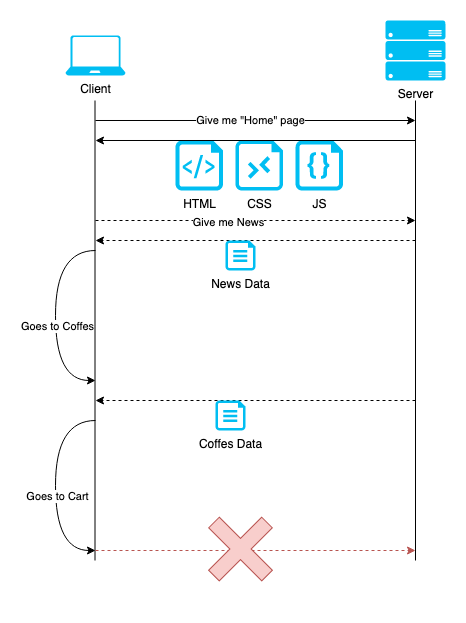 Client
Server
Give me "Home" page
</>
{}
HTML
CSS
JS
Give me News
News Data
Goes to Coffes
Coffes Data
Goes to Cart